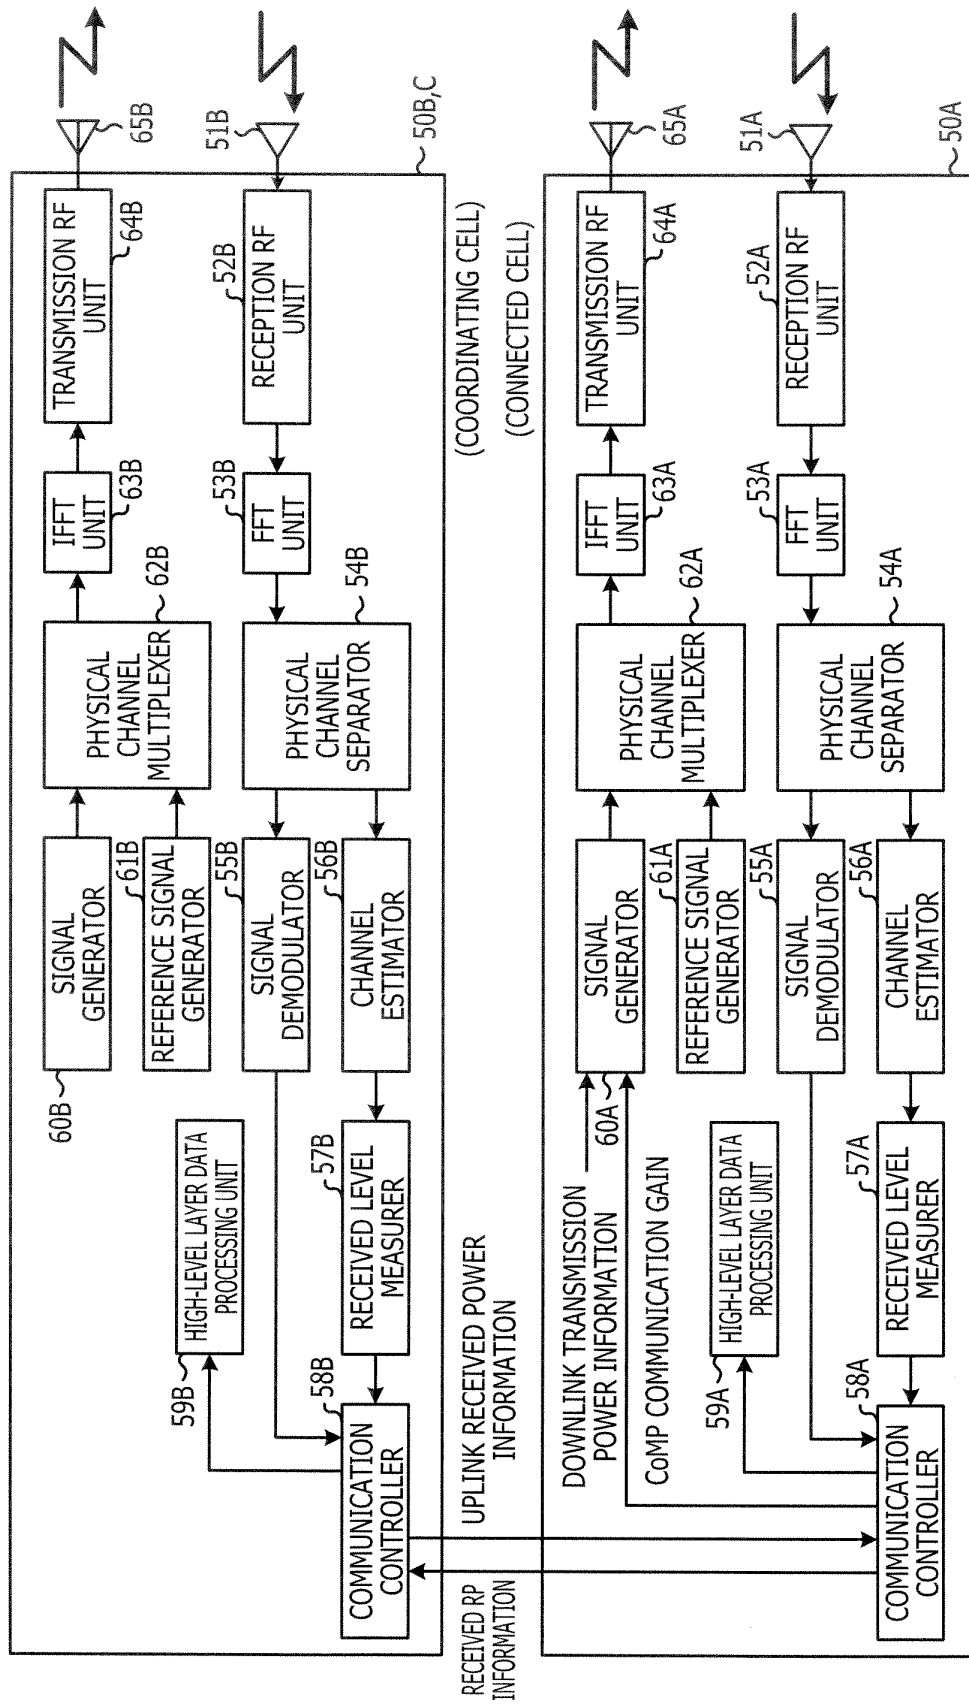 60B
SIGNAL
GENERATOR
61B
REFERENCE SIGNAL
GENERATOR
PHYSICAL
CHANNEL
MULTIPLEXER
62B
IFFT
UNIT
63B
TRANSMISSION RF
UNIT
64B
65B
59B
HIGH-LEVEL LAYER DATA
PROCESSING UNIT
55B
SIGNAL
DEMODULATOR
PHYSICAL
CHANNEL
SEPARATOR
54B
53B
FFT
UNIT
52B
RECEPTION RF
UNIT
51B
58B
COMMUNICATION
CONTROLLER
57B
RECEIVED LEVEL
MEASURER
56B
CHANNEL
ESTIMATOR
50B,C
RECEIVED RP
INFORMATION
UPLINK RECEIVED POWER
INFORMATION
(COORDINATING CELL)
(CONNECTED CELL)
DOWNLINK TRANSMISSION
POWER INFORMATION
CoMP COMMUNICATION GAIN
60A
SIGNAL
GENERATOR
61A
REFERENCE SIGNAL
GENERATOR
PHYSICAL
CHANNEL
MULTIPLEXER
62A
IFFT
UNIT
63A
TRANSMISSION RF
UNIT
64A
65A
59A
HIGH-LEVEL LAYER DATA
PROCESSING UNIT
55A
SIGNAL
DEMODULATOR
PHYSICAL
CHANNEL
SEPARATOR
54A
53A
FFT
UNIT
52A
RECEPTION RF
UNIT
51A
58A
COMMUNICATION
CONTROLLER
57A
RECEIVED LEVEL
MEASURER
56A
CHANNEL
ESTIMATOR
50A